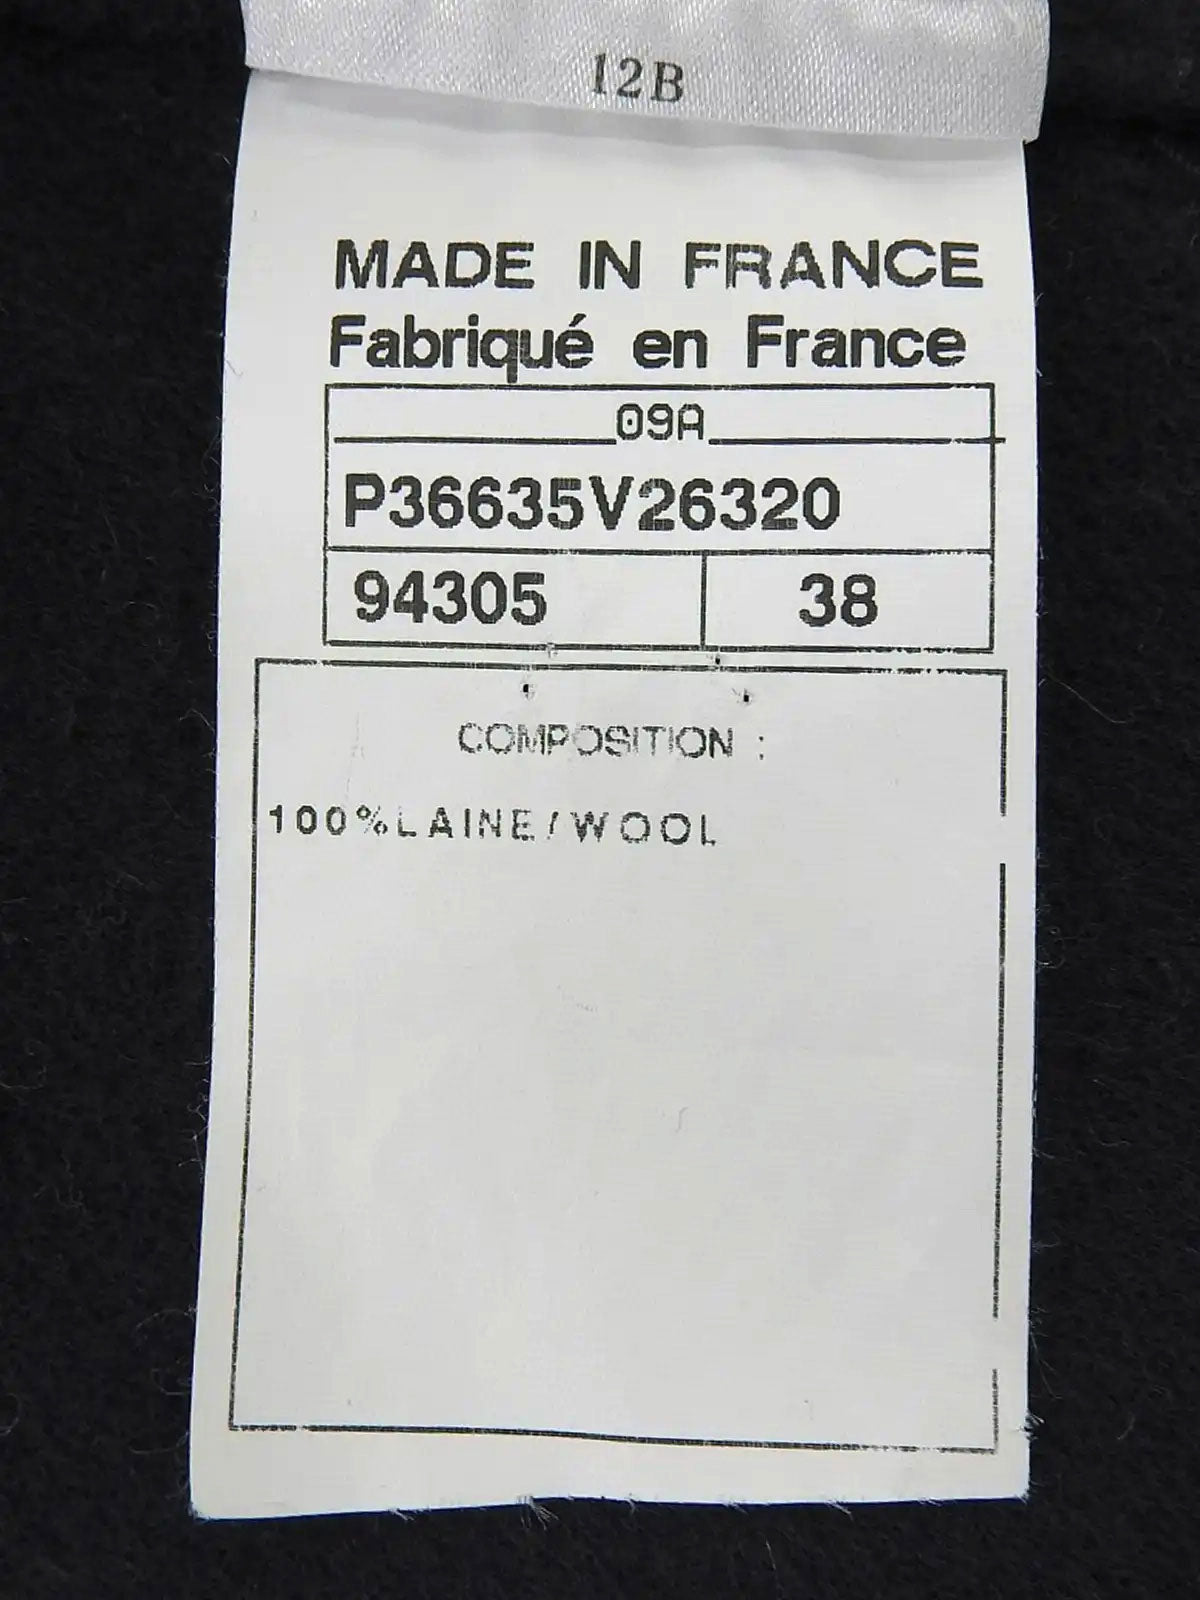 12B
MADE IN FRANCE
Fabriqué en France
09A
P36635V26320
94305 38
COMPOSITION :
100%LAINE/WOOL